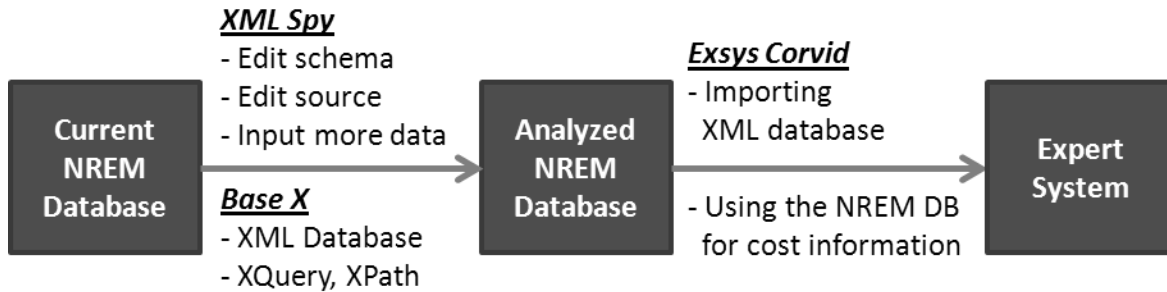 Current
NREM
Database
XML Spy
- Edit schema
- Edit source
- Input more data
Base X
- XML Database
- XQuery, XPath
Analyzed
NREM
Database
Exsys Corvid
- Importing
XML database
- Using the NREM DB
for cost information
Expert
System